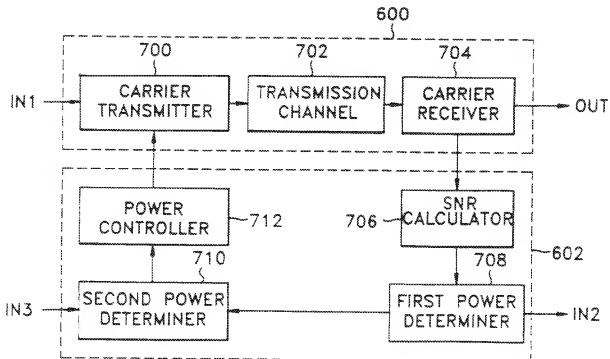 600
700
702
704
IN1
CARRIER
TRANSMITTER
TRANSMISSION
CHANNEL
CARRIER
RECEIVER
OUT
POWER
CONTROLLER
712
706
SNR
CALCULATOR
602
710
708
IN3
SECOND POWER
DETERMINER
FIRST POWER
DETERMINER
IN2